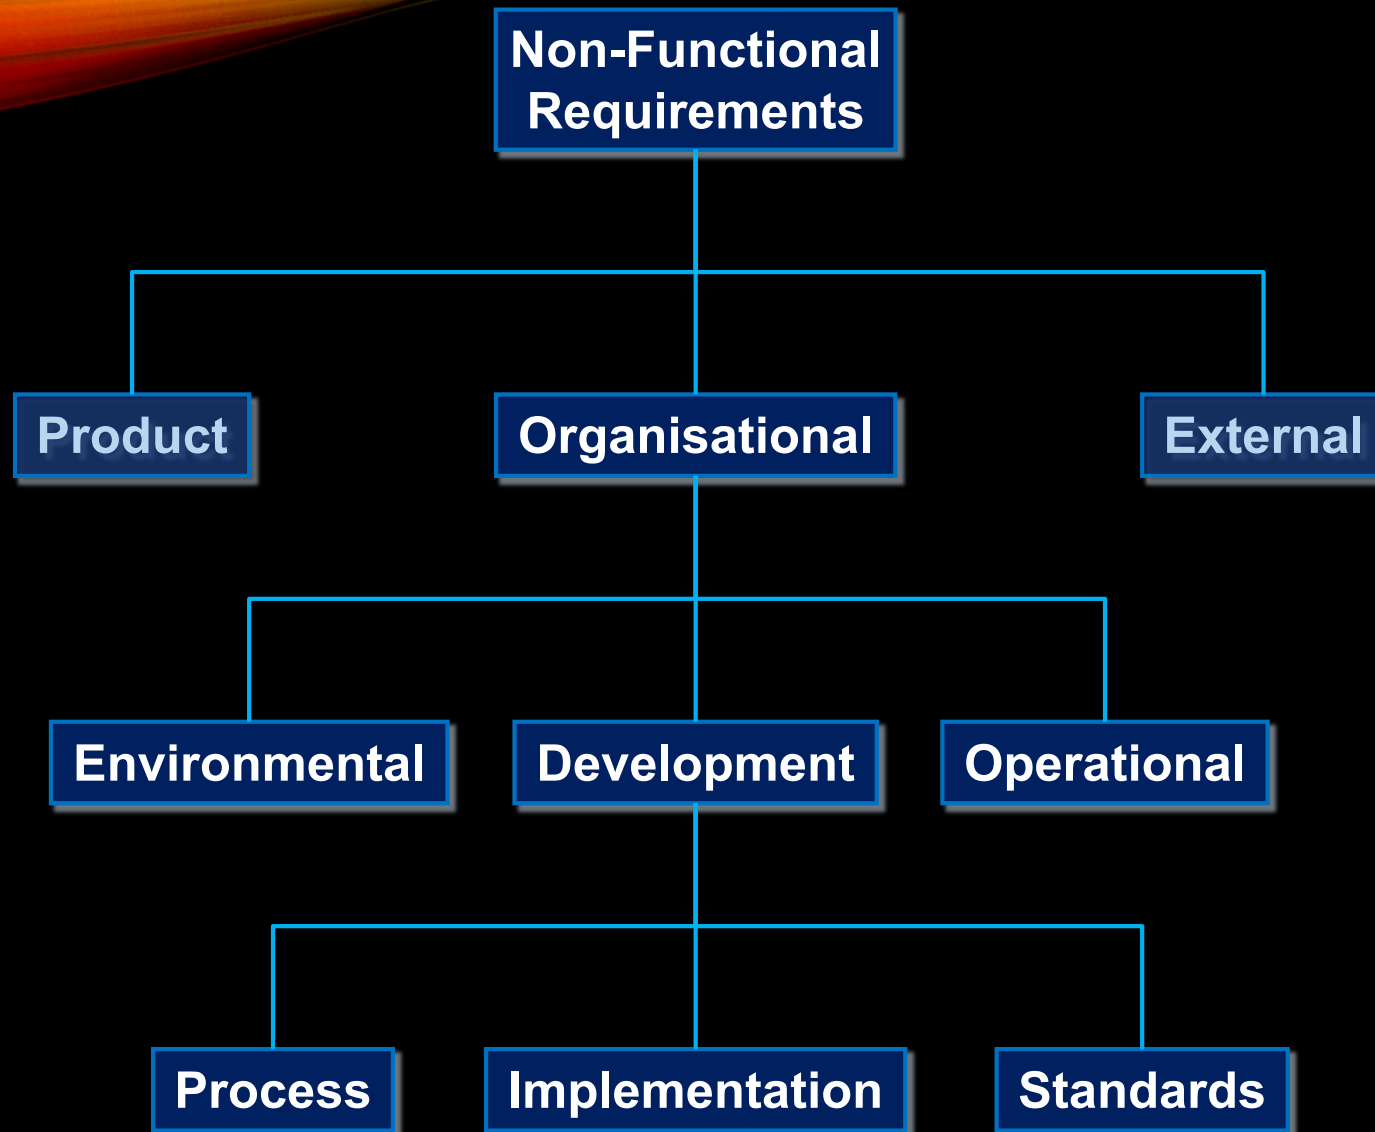 Non-Functional
Requirements
Product
Organisational
External
Environmental
Development
Operational
Process
Implementation
Standards